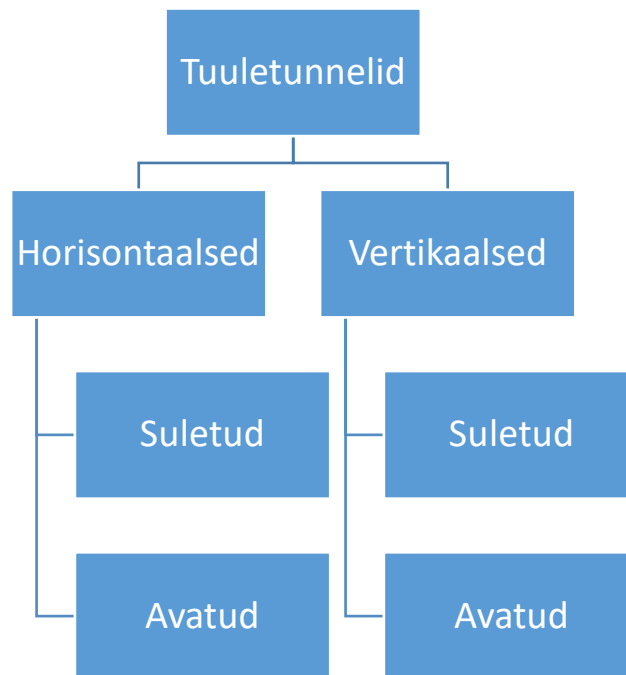 Tuuletunnelid
Horisontaalsed
Vertikaalsed
Suletud
Suletud
Avatud
Avatud